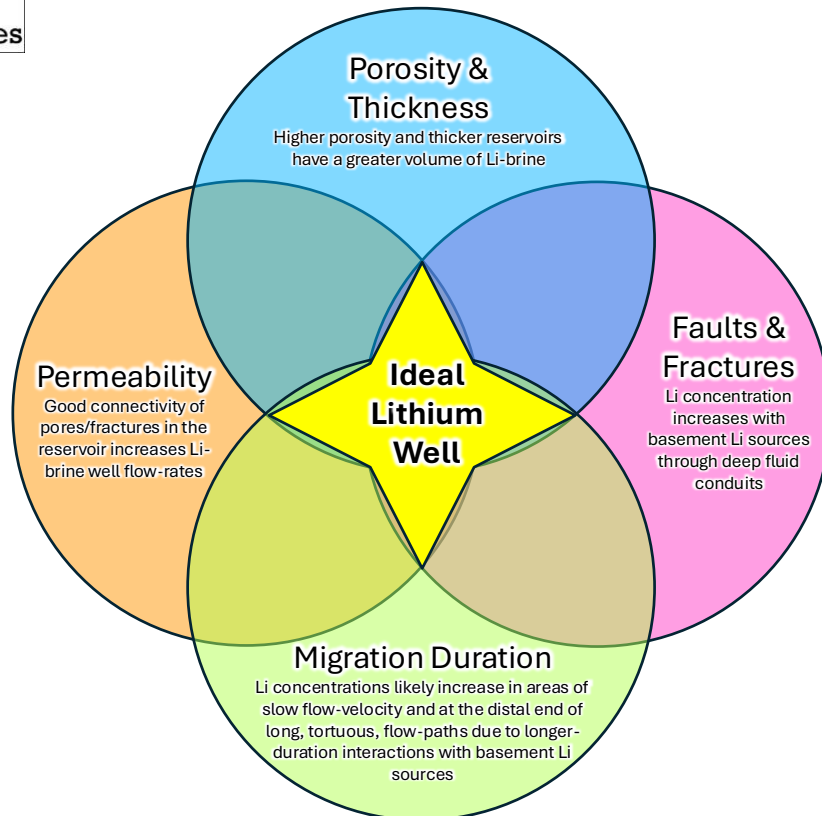 es
Porosity &
Thickness
Higher porosity and thicker reservoirs
have a greater volume of Li-brine
Permeability
Good connectivity of
pores/fractures in the
reservoir increases Li-
brine well flow-rates
Ideal
Lithium
Well
Faults &
Fractures
Li concentration
increases with
basement Li sources
through deep fluid
conduits
Migration Duration
Li concentrations likely increase in areas of
slow flow-velocity and at the distal end of
long, tortuous, flow-paths due to longer-
duration interactions with basement Li
sources